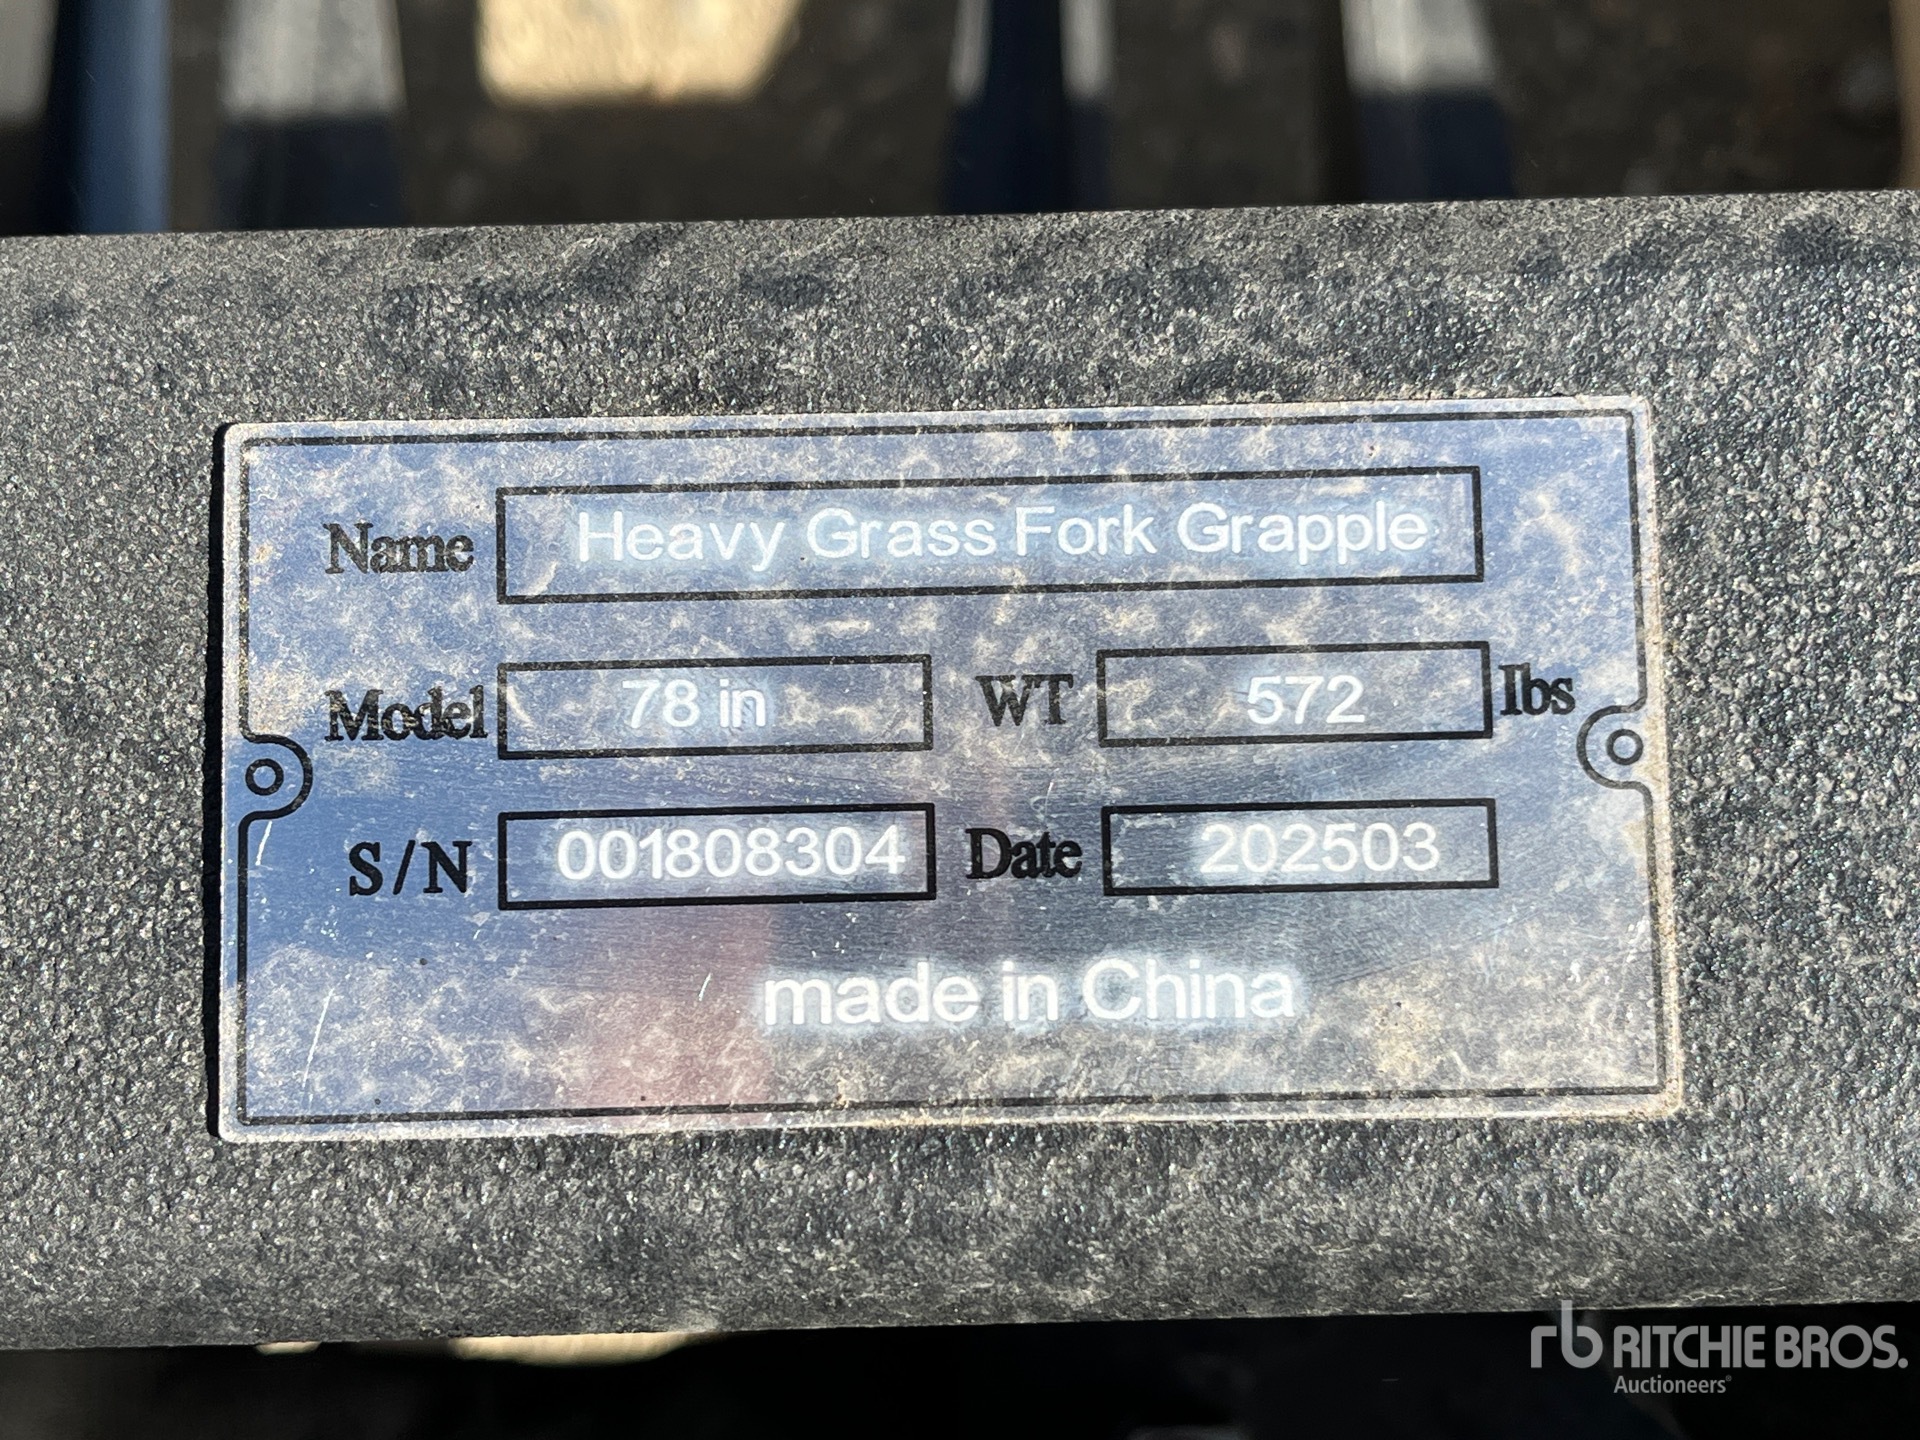 Name Heavy Grass Fork Grapple
Model 78 in WT 572 lbs
S/N 001808304 Date 202503
made in China
rb RITCHIE BROS.
Auctioneers®